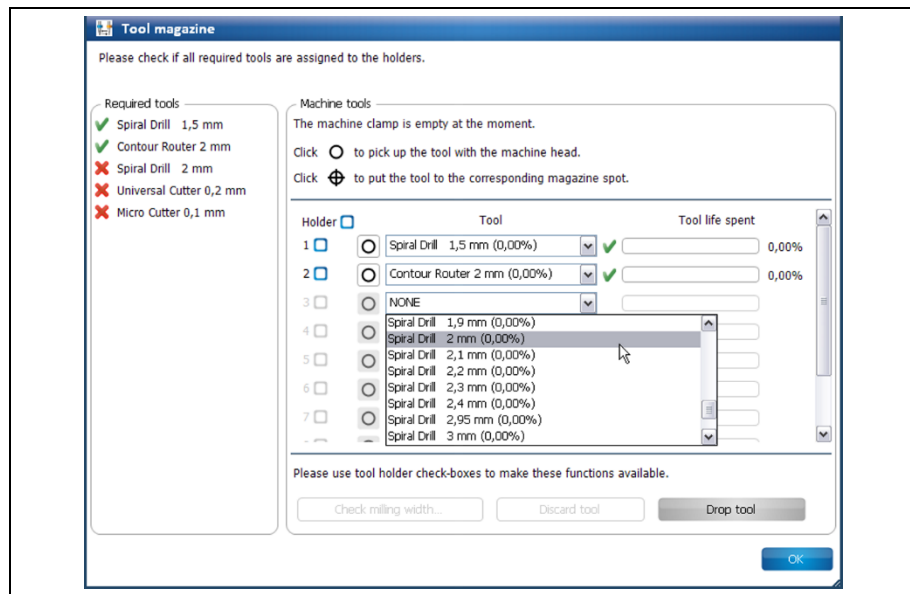 Tool magazine
Please check if all required tools are assigned to the holders.
Required tools
Spiral Drill 1,5 mm
Contour Router 2 mm
Spiral Drill 2 mm
Universal Cutter 0,2 mm
Micro Cutter 0,1 mm
Machine tools
The machine clamp is empty at the moment.
Click to pick up the tool with the machine head.
Click to put the tool to the corresponding magazine spot.
Holder Tool Tool life spent
1 Spiral Drill 1,5 mm (0,00%) 0,00%
2 Contour Router 2 mm (0,00%) 0,00%
3 NONE
Spiral Drill 1,9 mm (0,00%)
4 Spiral Drill 2 mm (0,00%)
Spiral Drill 2,1 mm (0,00%)
5 Spiral Drill 2,2 mm (0,00%)
Spiral Drill 2,3 mm (0,00%)
6 Spiral Drill 2,4 mm (0,00%)
7 Spiral Drill 2,95 mm (0,00%)
Spiral Drill 3 mm (0,00%)
Please use tool holder check-boxes to make these functions available.
Check milling width... Discard tool Drop tool
OK